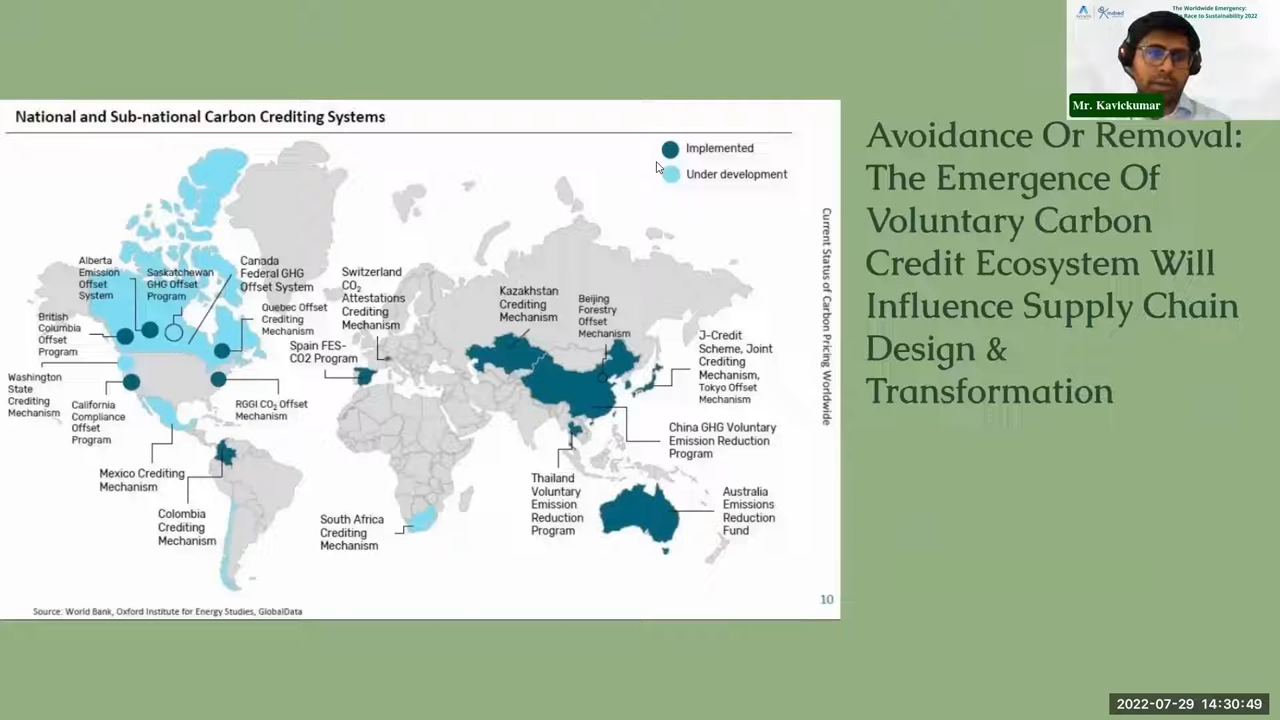 The Worldwide Emergency:
Race to Sustainability 2022
Mr. Kavickumar
National and Sub-national Carbon Crediting Systems
Implemented
Under development
Current Status of Carbon Pricing Worldwide
Alberta
Emission
Offset
System
Saskatchewan
GHG Offset
Program
Canada
Federal GHG
Offset System
Quebec Offset
Crediting
Mechanism
Switzerland
CO₂
Attestations
Crediting
Mechanism
Spain FES-
CO2 Program
Kazakhstan
Crediting
Mechanism
Beijing
Forestry
Offset
Mechanism
J-Credit
Scheme, Joint
Crediting
Mechanism,
Tokyo Offset
Mechanism
British
Columbia
Offset
Program
Washington
State
Crediting
Mechanism
California
Compliance
Offset
Program
RGGI CO₂ Offset
Mechanism
China GHG Voluntary
Emission Reduction
Program
Mexico Crediting
Mechanism
Colombia
Crediting
Mechanism
South Africa
Crediting
Mechanism
Thailand
Voluntary
Emission
Reduction
Program
Australia
Emissions
Reduction
Fund
10
Source: World Bank, Oxford Institute for Energy Studies, GlobalData
Avoidance Or Removal:
The Emergence Of
Voluntary Carbon
Credit Ecosystem Will
Influence Supply Chain
Design &
Transformation
2022-07-29 14:30:49